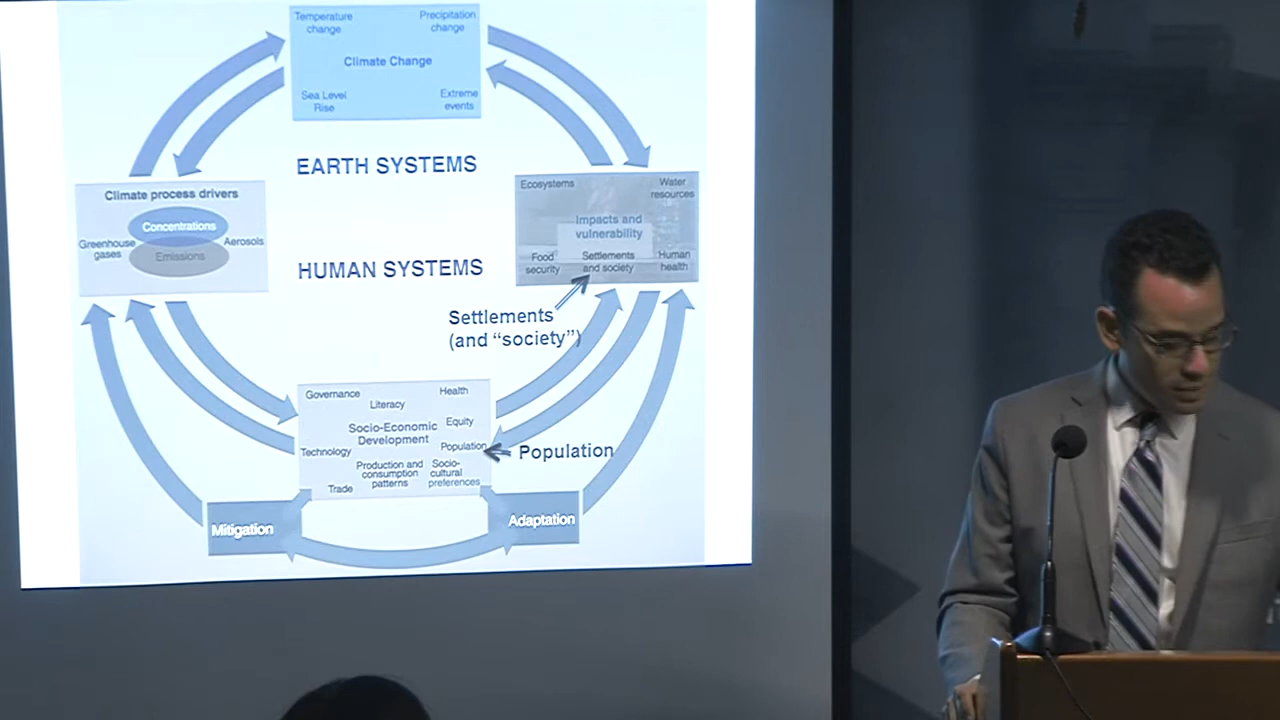 Temperature
change
Precipitation
change
Climate Change
Sea Level
Rise
Extreme
events
EARTH SYSTEMS
Climate process drivers
Concentrations
Greenhouse
gases
Aerosols
Emissions
Ecosystems
Water
resources
Impacts and
vulnerability
Food
security
Settlements
and society
Human
health
HUMAN SYSTEMS
Settlements
(and “society”)
Governance
Health
Literacy
Equity
Socio-Economic
Development
Population
Technology
Production and
consumption
patterns
Socio-
cultural
preferences
Trade
Population
Mitigation
Adaptation